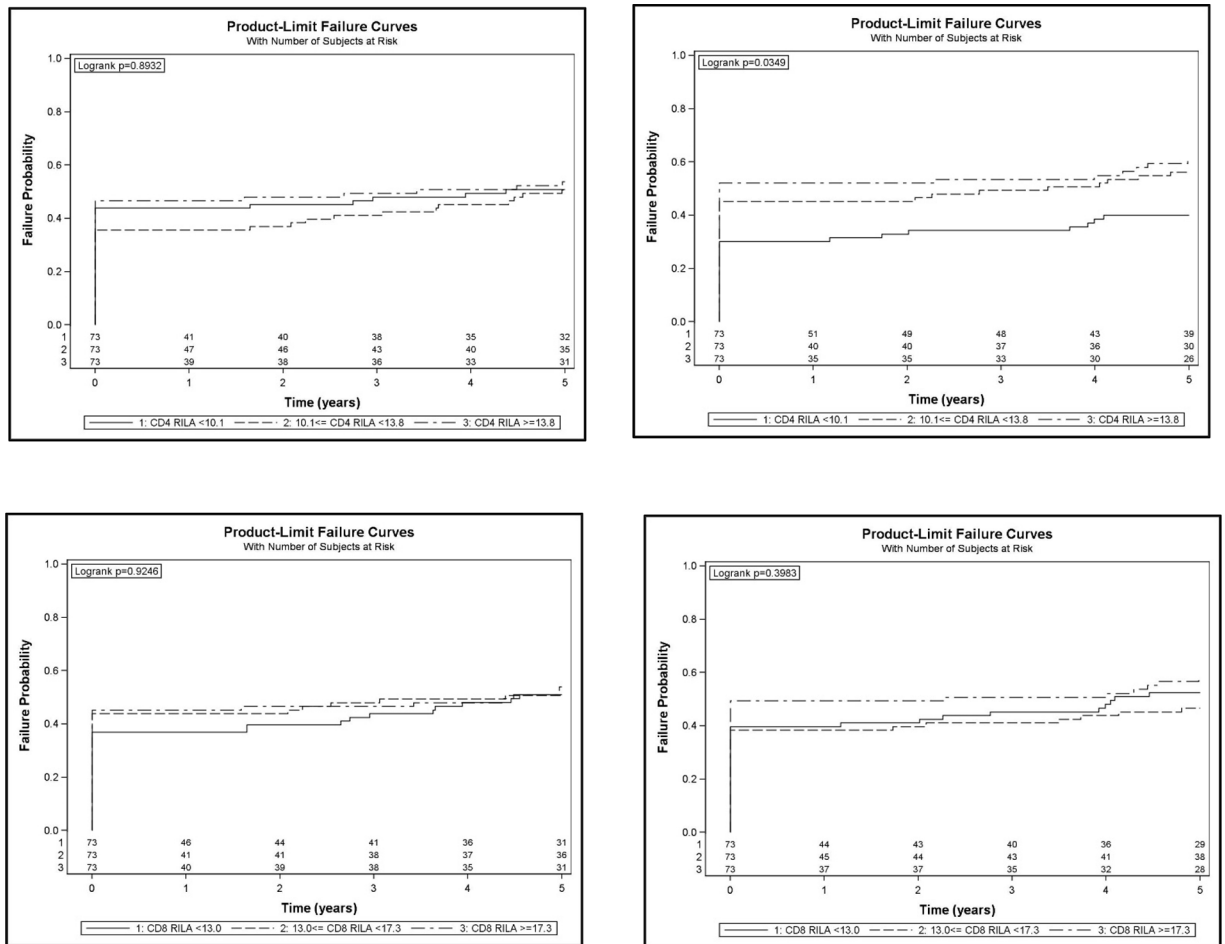 Product-Limit Failure Curves
With Number of Subjects at Risk
Logrank p=0.8932
Failure Probability
1.0
0.8
0.6
0.4
0.2
0.0
1 73 41 40 38 35 32
2 73 47 46 43 40 35
3 73 39 38 36 33 31
0 1 2 3 4 5
Time (years)
1: CD4 RILA <10.1 2: 10.1<= CD4 RILA <13.8 3: CD4 RILA >=13.8
Product-Limit Failure Curves
With Number of Subjects at Risk
Logrank p=0.0349
Failure Probability
1.0
0.8
0.6
0.4
0.2
0.0
1 73 51 49 48 43 39
2 73 40 40 37 36 30
3 73 35 35 33 30 26
0 1 2 3 4 5
Time (years)
1: CD4 RILA <10.1 2: 10.1<= CD4 RILA <13.8 3: CD4 RILA >=13.8
Product-Limit Failure Curves
With Number of Subjects at Risk
Logrank p=0.9246
Failure Probability
1.0
0.8
0.6
0.4
0.2
0.0
1 73 46 44 41 36 31
2 73 41 41 38 37 36
3 73 40 39 38 35 31
0 1 2 3 4 5
Time (years)
1: CD8 RILA <13.0 2: 13.0<= CD8 RILA <17.3 3: CD8 RILA >=17.3
Product-Limit Failure Curves
With Number of Subjects at Risk
Logrank p=0.3983
Failure Probability
1.0
0.8
0.6
0.4
0.2
0.0
1 73 44 43 40 36 29
2 73 45 44 43 41 38
3 73 37 37 35 32 28
0 1 2 3 4 5
Time (years)
1: CD8 RILA <13.0 2: 13.0<= CD8 RILA <17.3 3: CD8 RILA >=17.3